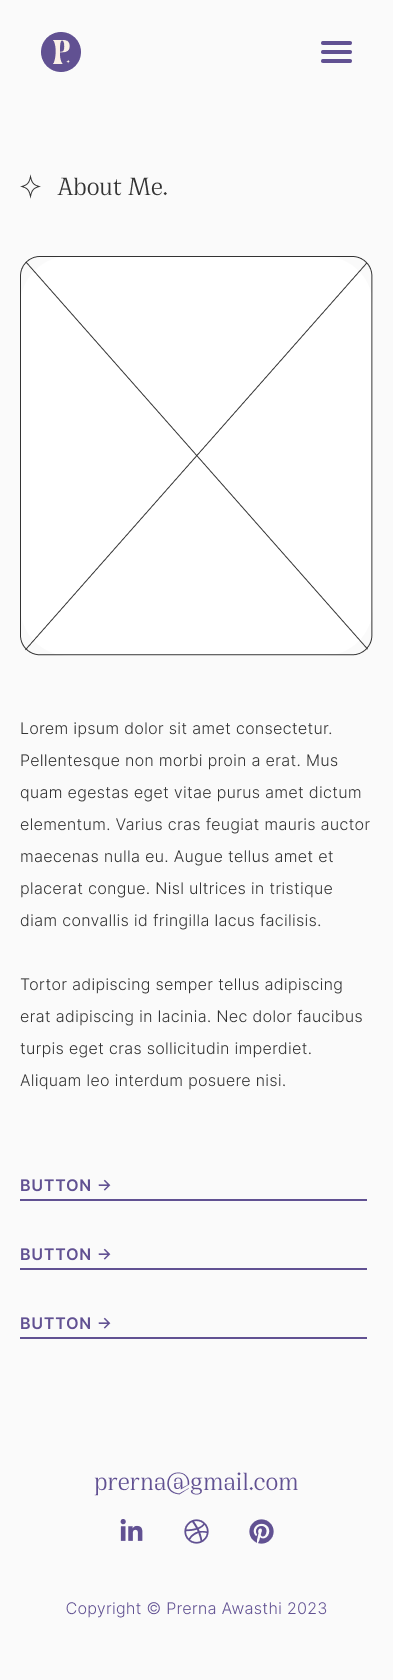 P
About Me.
Lorem ipsum dolor sit amet consectetur.
Pellentesque non morbi proin a erat. Mus
quam egestas eget vitae purus amet dictum
elementum. Varius cras feugiat mauris auctor
maecenas nulla eu. Augue tellus amet et
placerat congue. Nisl ultrices in tristique
diam convallis id fringilla lacus facilisis.
Tortor adipiscing semper tellus adipiscing
erat adipiscing in lacinia. Nec dolor faucibus
turpis eget cras sollicitudin imperdiet.
Aliquam leo interdum posuere nisi.
BUTTON →
BUTTON →
BUTTON →
prerna@gmail.com
in
Copyright © Prerna Awasthi 2023